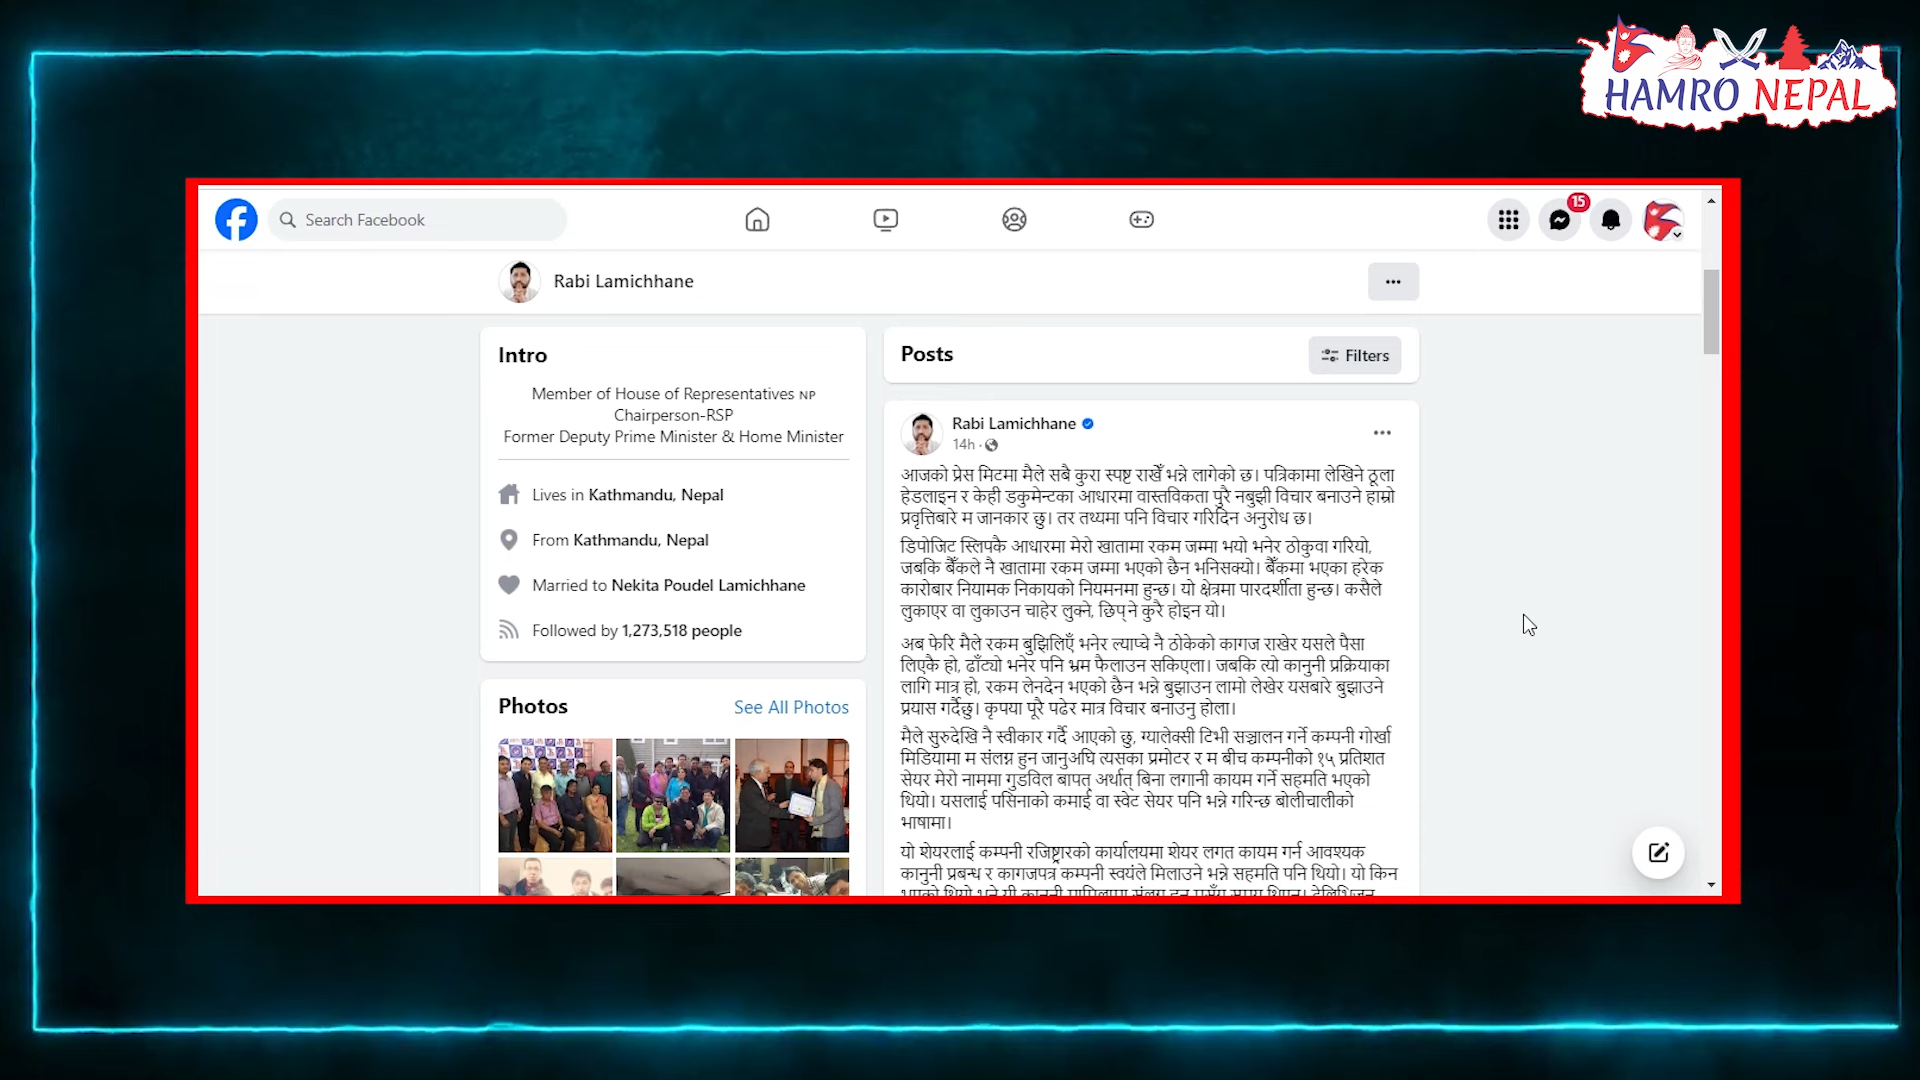 HAMRO NEPAL
Search Facebook
15
Rabi Lamichhane
Intro
Member of House of Representatives NP
Chairperson-RSP
Former Deputy Prime Minister & Home Minister
Lives in Kathmandu, Nepal
From Kathmandu, Nepal
Married to Nekita Poudel Lamichhane
Followed by 1,273,518 people
Photos
See All Photos
Posts
Filters
Rabi Lamichhane
14h ·
आजको प्रेस मिटमा मैले सबै कुरा स्पष्ट राखेँ भन्ने लागेको छ। पत्रिकामा लेखिने ठूला
हेडलाइन र केही डकुमेन्टका आधारमा वास्तविकता पुरै नबुझी विचार बनाउने हाम्रो
प्रवृत्तिबारे म जानकार छु। तर तथ्यमा पनि विचार गरिदिन अनुरोध छ।
डिपोजिट स्लिपकै आधारमा मेरो खातामा रकम जम्मा भयो भनेर ठोकुवा गरियो,
जबकि बैँकले नै खातामा रकम जम्मा भएको छैन भनिसक्यो। बैँकमा भएका हरेक
कारोबार नियामक निकायको नियमनमा हुन्छ। यो क्षेत्रमा पारदर्शीता हुन्छ। कसैले
लुकाएर वा लुकाउन चाहेर लुक्ने, छिप्ने कुरै होइन यो।
अब फेरि मैले रकम बुझिलिएँ भनेर ल्याप्चे नै ठोकेको कागज राखेर यसले पैसा
लिएकै हो, ढाँट्यो भनेर पनि भ्रम फैलाउन सकिएला। जबकि त्यो कानुनी प्रक्रियाका
लागि मात्र हो, रकम लेनदेन भएको छैन भन्ने बुझाउन लामो लेखेर यसबारे बुझाउने
प्रयास गर्दैछु। कृपया पूरै पढेर मात्र विचार बनाउनु होला।
मैले सुरुदेखि नै स्वीकार गर्दै आएको छु, ग्यालेक्सी टिभी सञ्चालन गर्ने कम्पनी गोर्खा
मिडियामा म संलग्न हुन जानुअघि त्यसका प्रमोटर र म बीच कम्पनीको १५ प्रतिशत
सेयर मेरो नाममा गुडविल बापत् अर्थात् बिना लगानी कायम गर्ने सहमति भएको
थियो। यसलाई पसिनाको कमाई वा स्वेट सेयर पनि भन्ने गरिन्छ बोलीचालीको
भाषामा।
यो शेयरलाई कम्पनी रजिष्ट्रारको कार्यालयमा शेयर लगत कायम गर्न आवश्यक
कानुनी प्रबन्ध र कागजपत्र कम्पनी स्वयंले मिलाउने भन्ने सहमति पनि थियो। यो किन